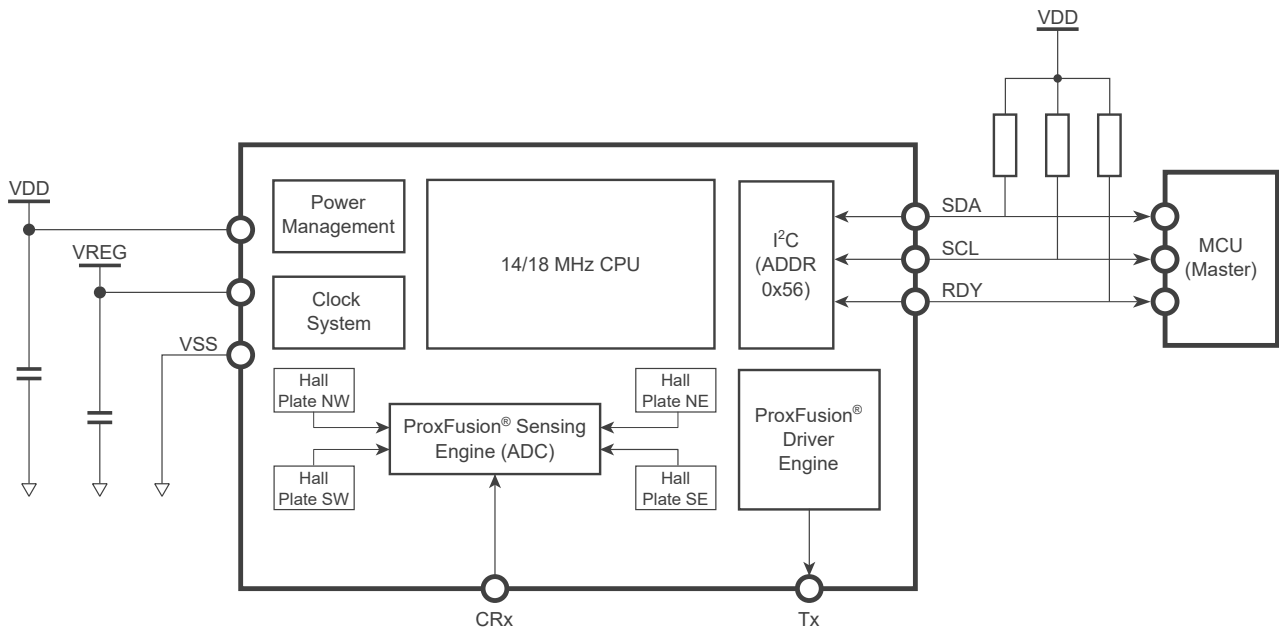 VDD
VDD
VREG
VSS
Power
Management
Clock
System
14/18 MHz CPU
I²C
(ADDR
0x56)
SDA
SCL
RDY
MCU
(Master)
Hall
Plate NW
Hall
Plate NE
Hall
Plate SW
Hall
Plate SE
ProxFusion® Sensing
Engine (ADC)
ProxFusion®
Driver
Engine
CRx
Tx